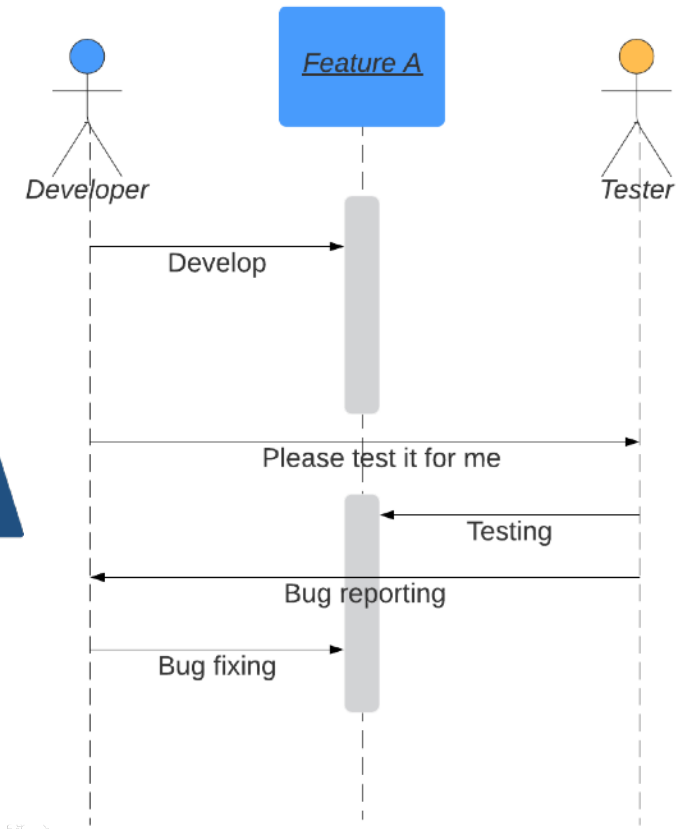 Feature A
Developer
Tester
Develop
Please test it for me
Testing
Bug reporting
Bug fixing